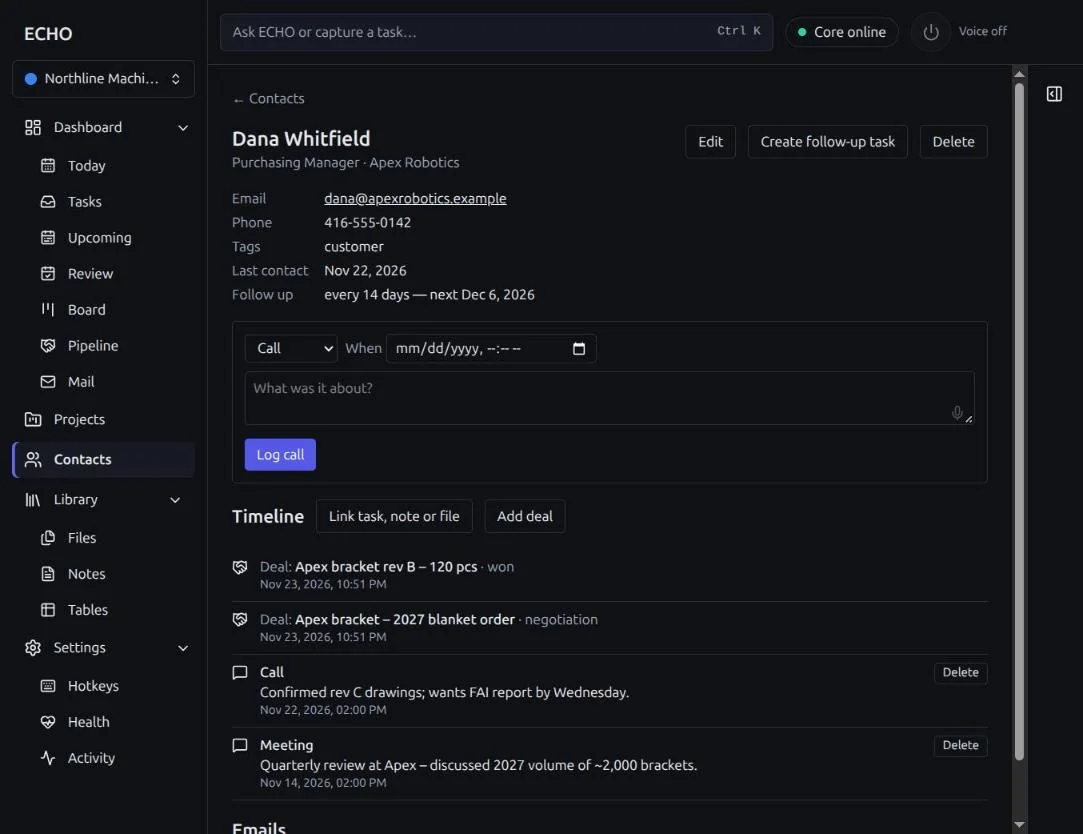 ECHO
Ask ECHO or capture a task…
Ctrl K
Core online
Voice off
Northline Machi…
Dashboard
Today
Tasks
Upcoming
Review
Board
Pipeline
Mail
Projects
Contacts
Library
Files
Notes
Tables
Settings
Hotkeys
Health
Activity
← Contacts
Dana Whitfield
Purchasing Manager · Apex Robotics
Edit
Create follow-up task
Delete
Email dana@apexrobotics.example
Phone 416-555-0142
Tags customer
Last contact Nov 22, 2026
Follow up every 14 days — next Dec 6, 2026
Call When mm/dd/yyyy, --:-- --
What was it about?
Log call
Timeline
Link task, note or file
Add deal
Deal: Apex bracket rev B – 120 pcs · won
Nov 23, 2026, 10:51 PM
Deal: Apex bracket – 2027 blanket order · negotiation
Nov 23, 2026, 10:51 PM
Call
Delete
Confirmed rev C drawings; wants FAI report by Wednesday.
Nov 22, 2026, 02:00 PM
Meeting
Delete
Quarterly review at Apex – discussed 2027 volume of ~2,000 brackets.
Nov 14, 2026, 02:00 PM
Emails